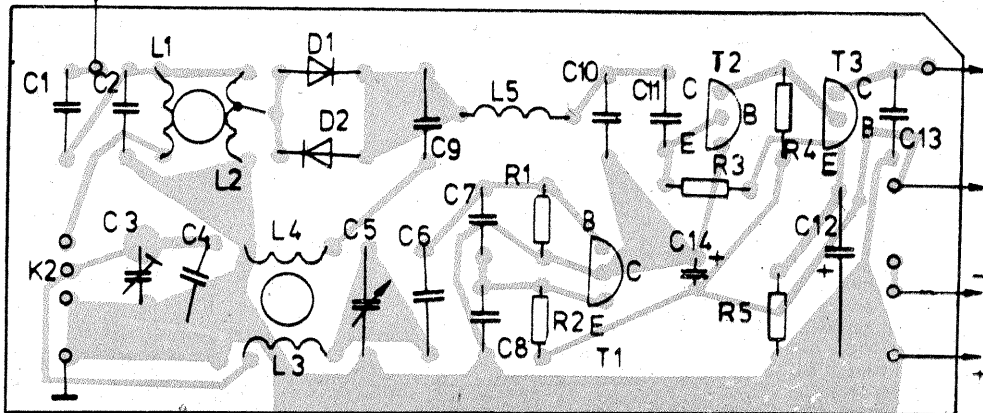 L1 D1 T2 T3
C1 C2 C10 C11 C C
L5 B B
D2 C9 E R4 C13
L2 R1 R3 E
C7
C3 C4 L4 C5 C6 B C14 C12
K2 C + +
R2 R5
L3 C8 E
T1 +